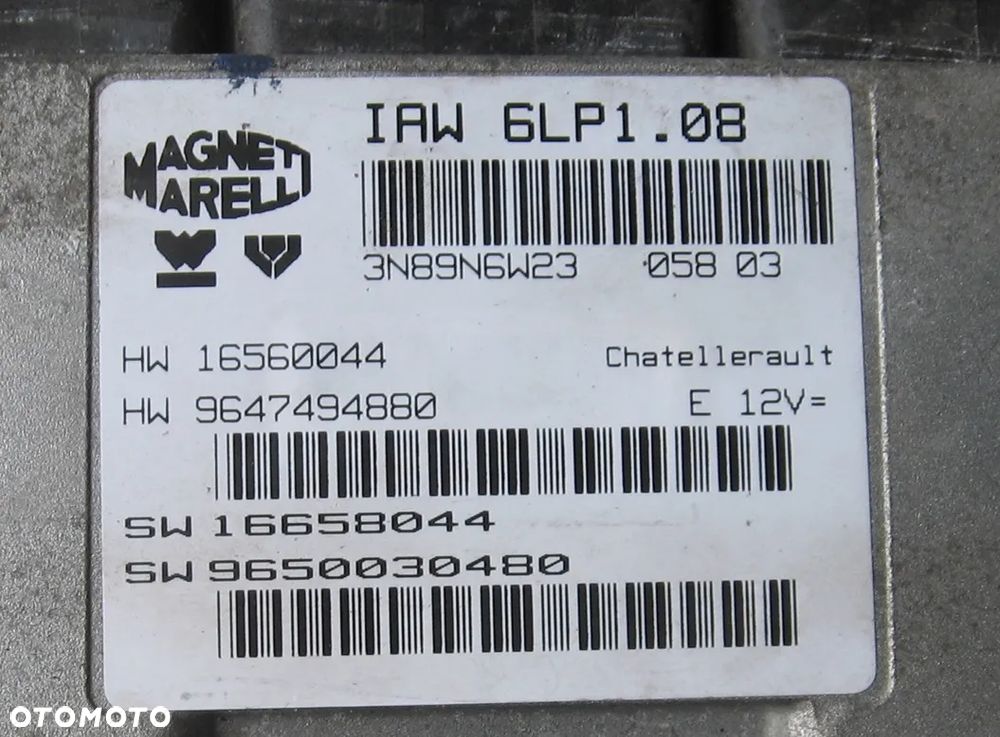 IAW 6LP1.08
MAGNETI
MARELLI
3N89N6W23 058 03
HW 16560044 Chatellerault
HW 9647494880 E 12V=
SW 16658044
SW 9650030480
OTOMOTO